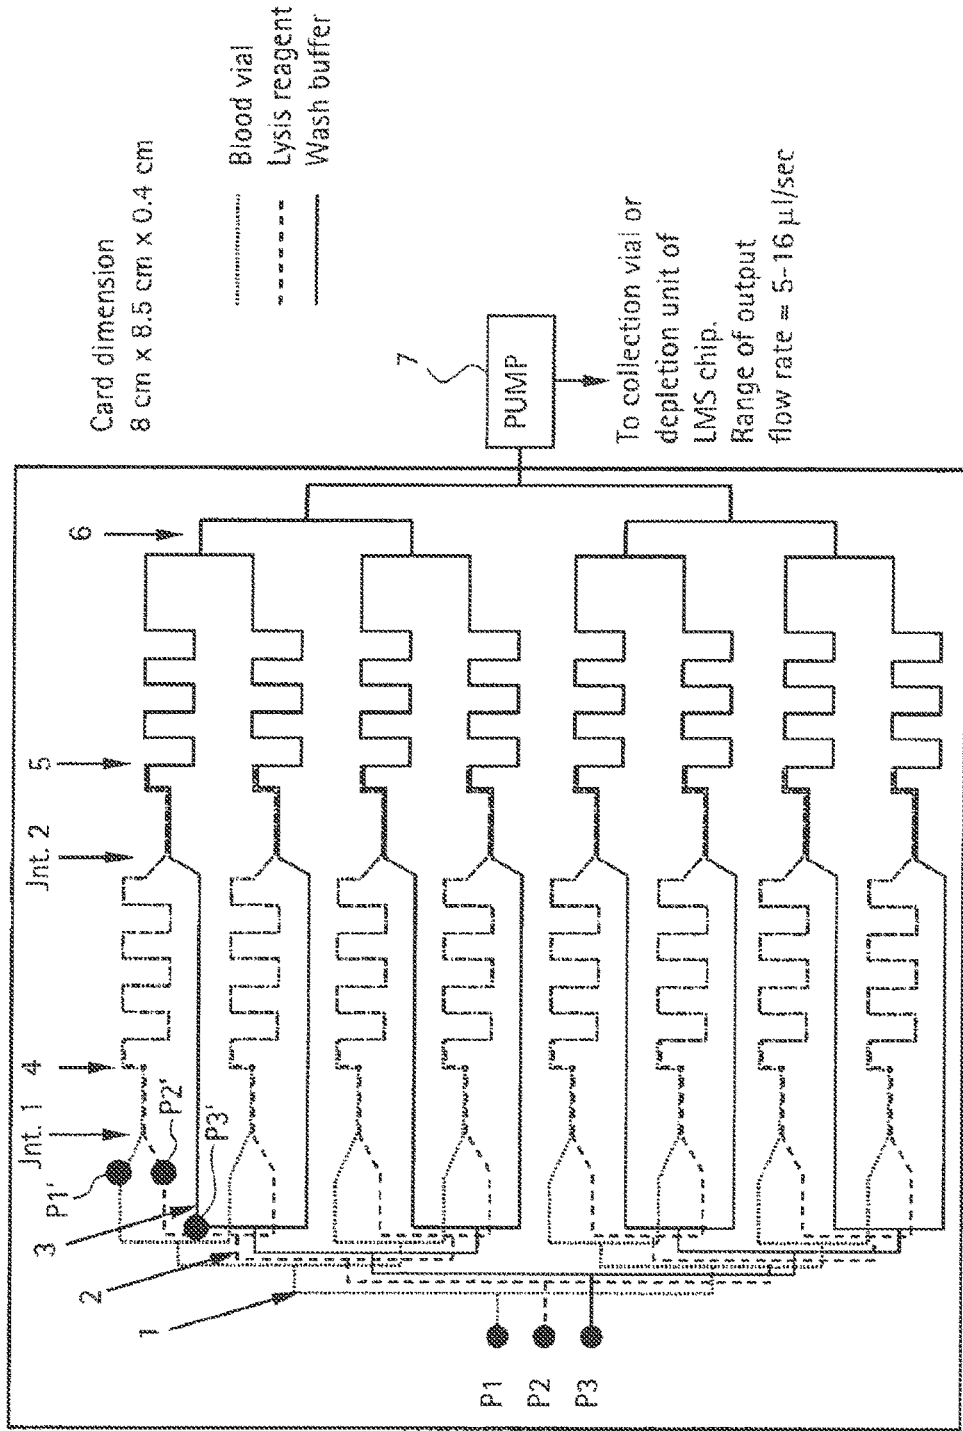 Card dimension
8 cm x 8.5 cm x 0.4 cm
Blood vial
Lysis reagent
Wash buffer
7
PUMP
To collection vial or
depletion unit of
LMS chip.
Range of output
flow rate = 5-16 µl/sec
6
5
Jnt. 2
4
Jnt. 1
P1'
P2'
P3'
3
2
1
P1
P2
P3